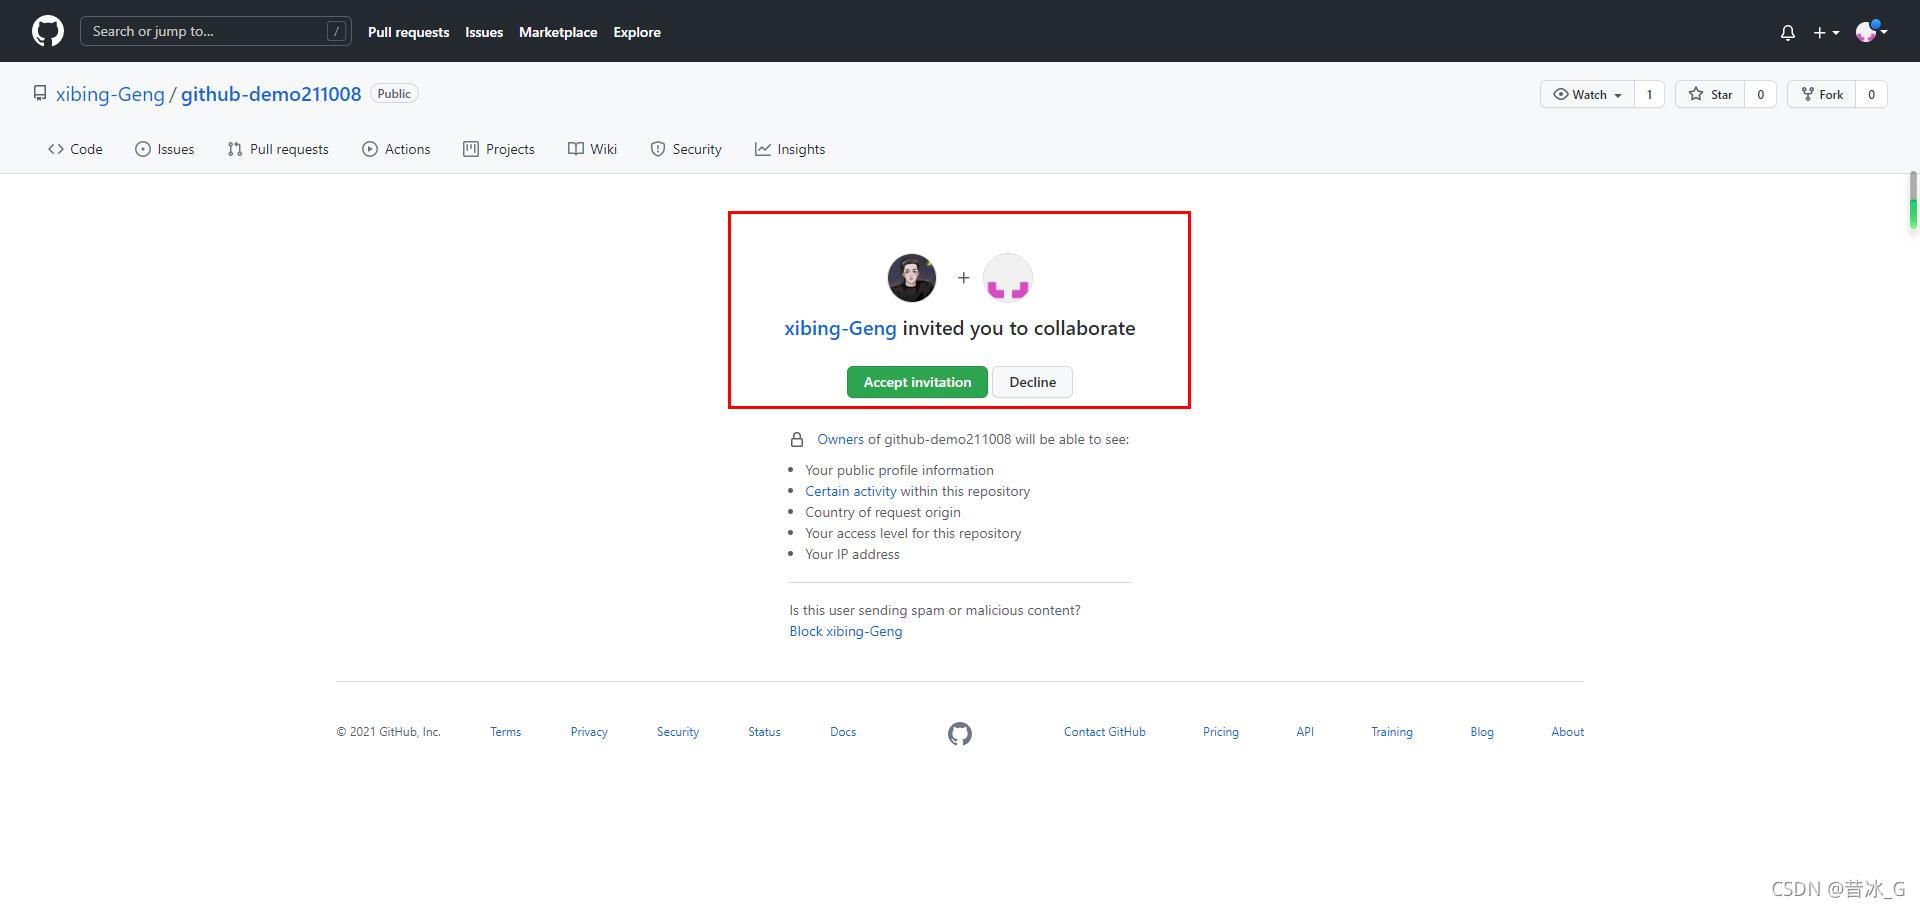 Search or jump to... /
Pull requests Issues Marketplace Explore
xibing-Geng / github-demo211008 Public
Watch 1 Star 0 Fork 0
Code Issues Pull requests Actions Projects Wiki Security Insights
+
xibing-Geng invited you to collaborate
Accept invitation Decline
Owners of github-demo211008 will be able to see:
• Your public profile information
• Certain activity within this repository
• Country of request origin
• Your access level for this repository
• Your IP address
Is this user sending spam or malicious content?
Block xibing-Geng
© 2021 GitHub, Inc. Terms Privacy Security Status Docs Contact GitHub Pricing API Training Blog About
CSDN @昔冰_G